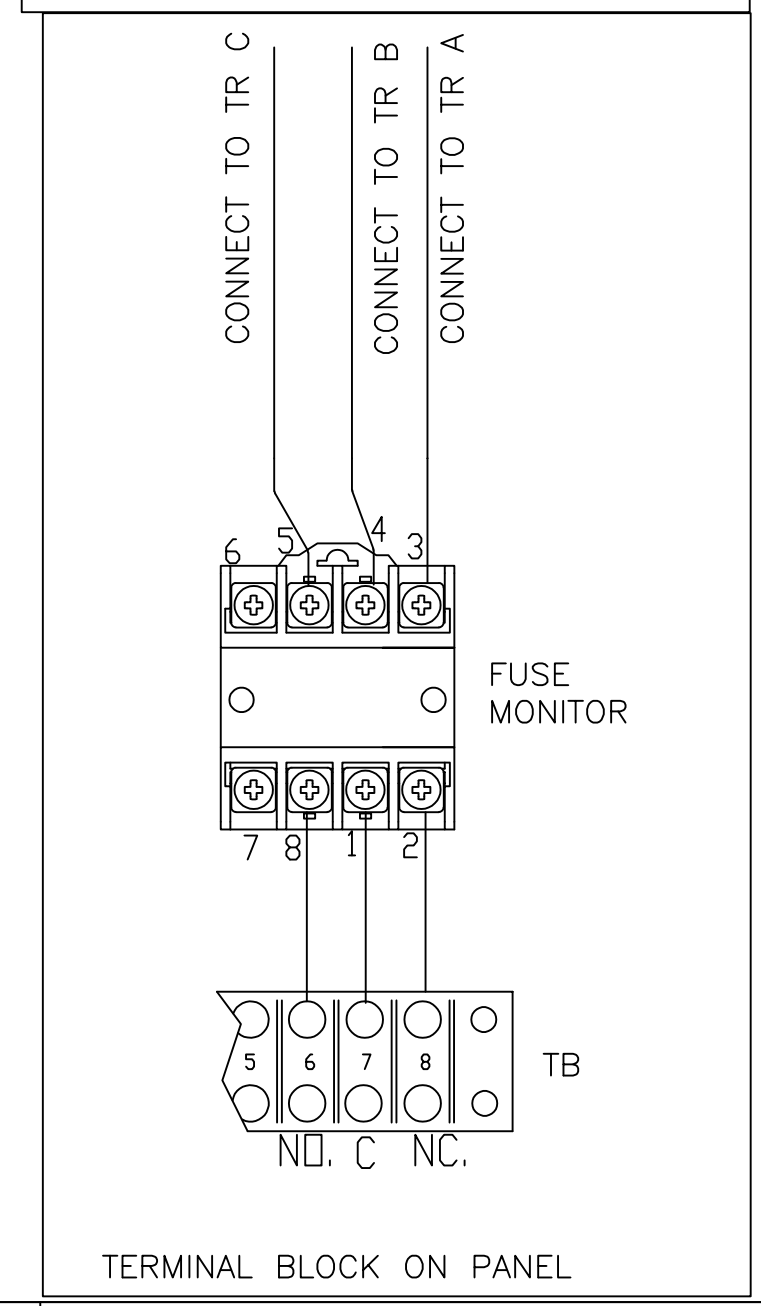 CONNECT TO TR C
CONNECT TO TR B
CONNECT TO TR A
6 5 4 3
FUSE
MONITOR
7 8 1 2
5 6 7 8
TB
NO. C NC.
TERMINAL BLOCK ON PANEL